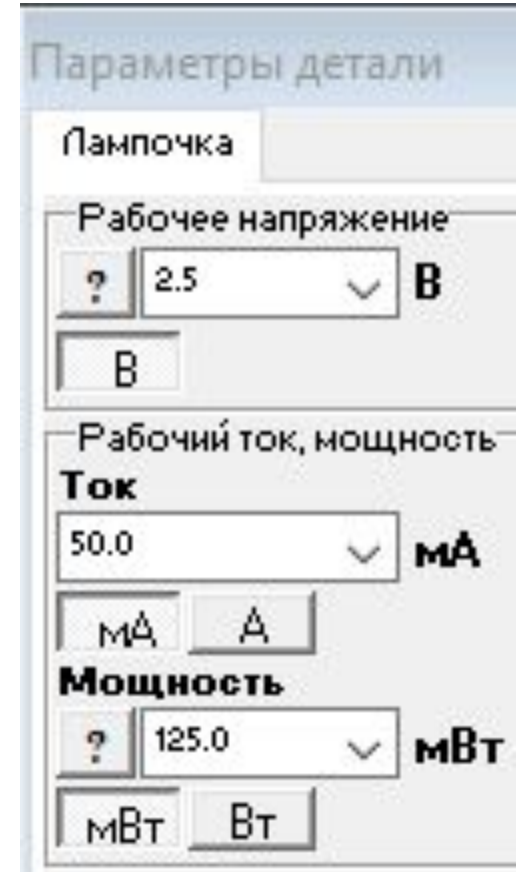 Параметры детали
Лампочка
Рабочее напряжение
? 2.5 В
В
Рабочий ток, мощность
Ток
50.0 мА
мА А
Мощность
? 125.0 мВт
мВт Вт